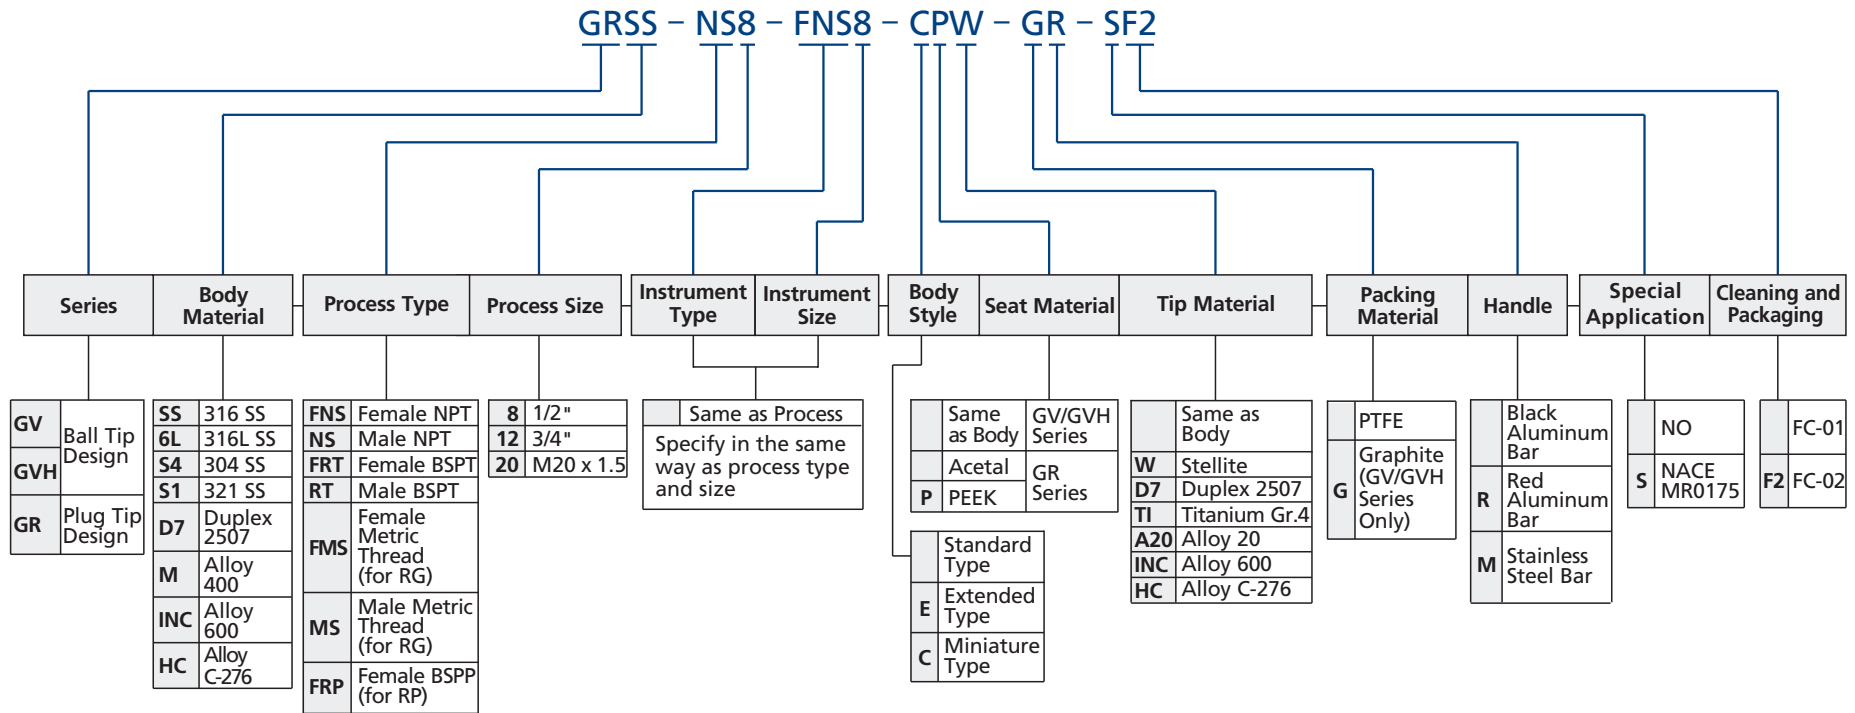 GRSS – NS8 – FNS8 – CPW – GR – SF2
Series
Body
Material
Process Type
Process Size
Instrument
Type
Instrument
Size
Body
Style
Seat Material
Tip Material
Packing
Material
Handle
Special
Application
Cleaning and
Packaging
GV
GVH
Ball Tip
Design
GR
Plug Tip
Design
SS 316 SS
6L 316L SS
S4 304 SS
S1 321 SS
D7 Duplex
2507
M Alloy
400
INC Alloy
600
HC Alloy
C-276
FNS Female NPT
NS Male NPT
FRT Female BSPT
RT Male BSPT
FMS Female
Metric
Thread
(for RG)
MS Male Metric
Thread
(for RG)
FRP Female BSPP
(for RP)
8 1/2"
12 3/4"
20 M20 x 1.5
Same as Process
Specify in the same
way as process type
and size
Same
as Body
GV/GVH
Series
Acetal
P PEEK
GR
Series
Standard
Type
E Extended
Type
C Miniature
Type
Same as
Body
W Stellite
D7 Duplex 2507
TI Titanium Gr.4
A20 Alloy 20
INC Alloy 600
HC Alloy C-276
PTFE
G Graphite
(GV/GVH
Series
Only)
Black
Aluminum
Bar
R Red
Aluminum
Bar
M Stainless
Steel Bar
NO
S NACE
MR0175
FC-01
F2 FC-02